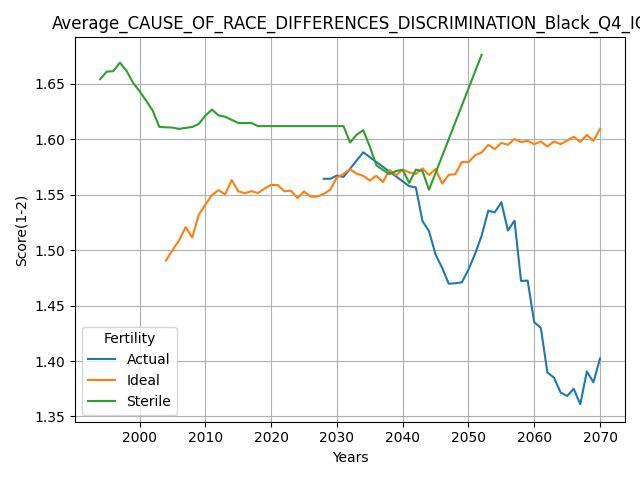 Average_CAUSE_OF_RACE_DIFFERENCES_DISCRIMINATION_Black_Q4_IQ
Score(1-2)
1.65
1.60
1.55
1.50
1.45
1.40
1.35
Fertility
Actual
Ideal
Sterile
2000 2010 2020 2030 2040 2050 2060 2070
Years